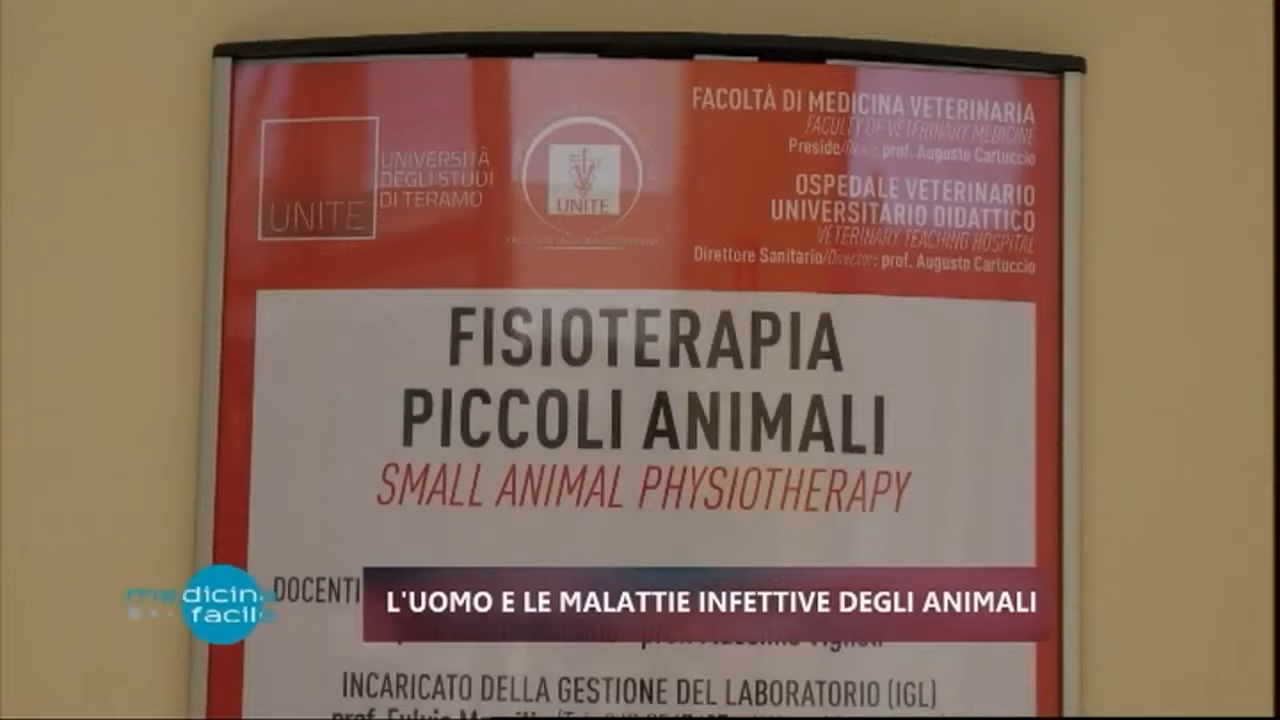 UNITE
UNIVERSITÀ
DEGLI STUDI
DI TERAMO
UNITE
FACOLTÀ DI MEDICINA VETERINARIA
FACULTY OF VETERINARY MEDICINE
Preside/Dean: prof. Augusto Carluccio
OSPEDALE VETERINARIO
UNIVERSITARIO DIDATTICO
VETERINARY TEACHING HOSPITAL
Direttore Sanitario/Director: prof. Augusto Carluccio
FISIOTERAPIA
PICCOLI ANIMALI
SMALL ANIMAL PHYSIOTHERAPY
DOCENTI
medicina
facile
L'UOMO E LE MALATTIE INFETTIVE DEGLI ANIMALI
INCARICATO DELLA GESTIONE DEL LABORATORIO (IGL)
prof. Fulvio